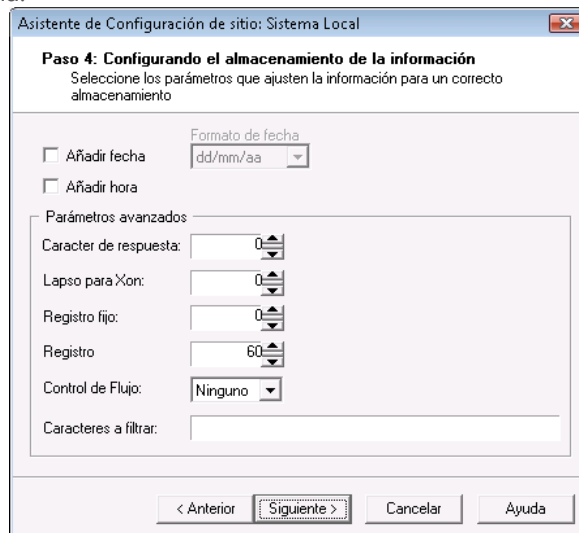 Asistente de Configuración de sitio: Sistema Local
Paso 4: Configurando el almacenamiento de la información
Seleccione los parámetros que ajusten la información para un correcto
almacenamiento
Formato de fecha
Añadir fecha dd/mm/aa
Añadir hora
Parámetros avanzados
Caracter de respuesta: 0
Lapso para Xon: 0
Registro fijo: 0
Registro 60
Control de Flujo: Ninguno
Caracteres a filtrar:
< Anterior Siguiente > Cancelar Ayuda